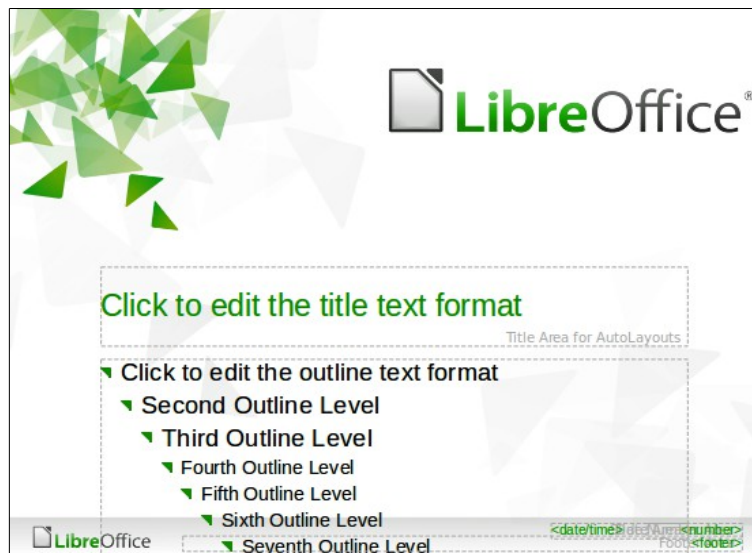 LibreOffice®
Click to edit the title text format
Title Area for AutoLayouts
Click to edit the outline text format
Second Outline Level
Third Outline Level
Fourth Outline Level
Fifth Outline Level
Sixth Outline Level
Seventh Outline Level
LibreOffice
<date/time> <number>
<footer>